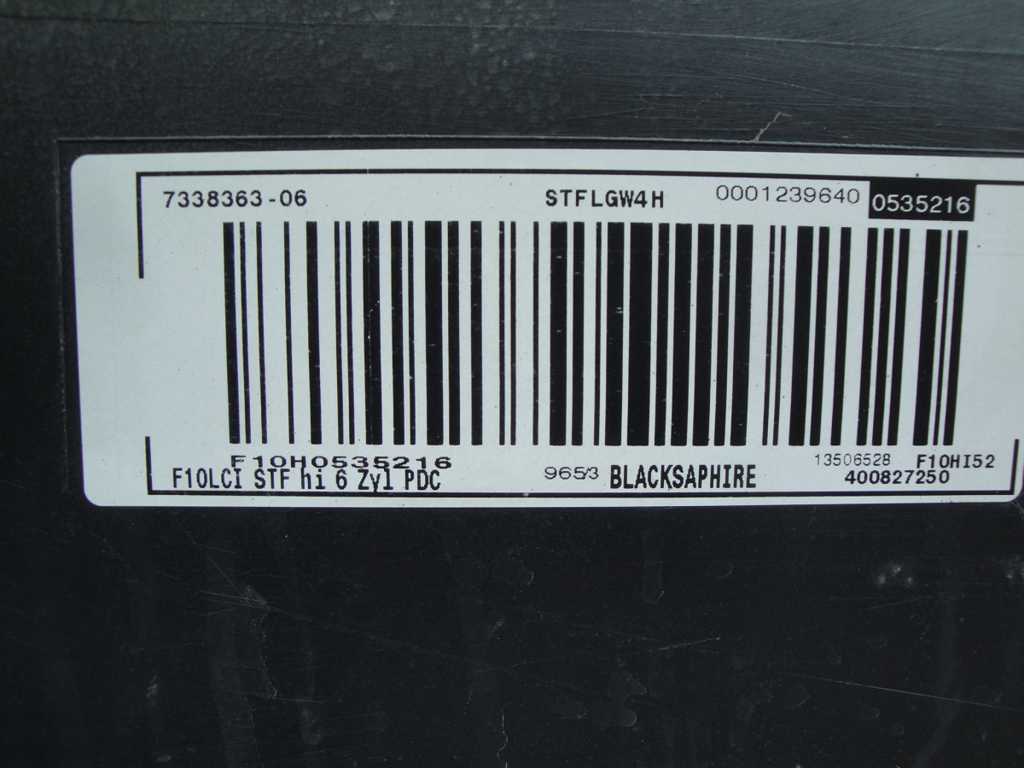 7338363-06 STFLGW4H 0001239640 0535216
F10H0535216 13506528 F10HI52
F10LCI STF hi 6 Zyl PDC 9653 BLACKSAPHIRE 400827250